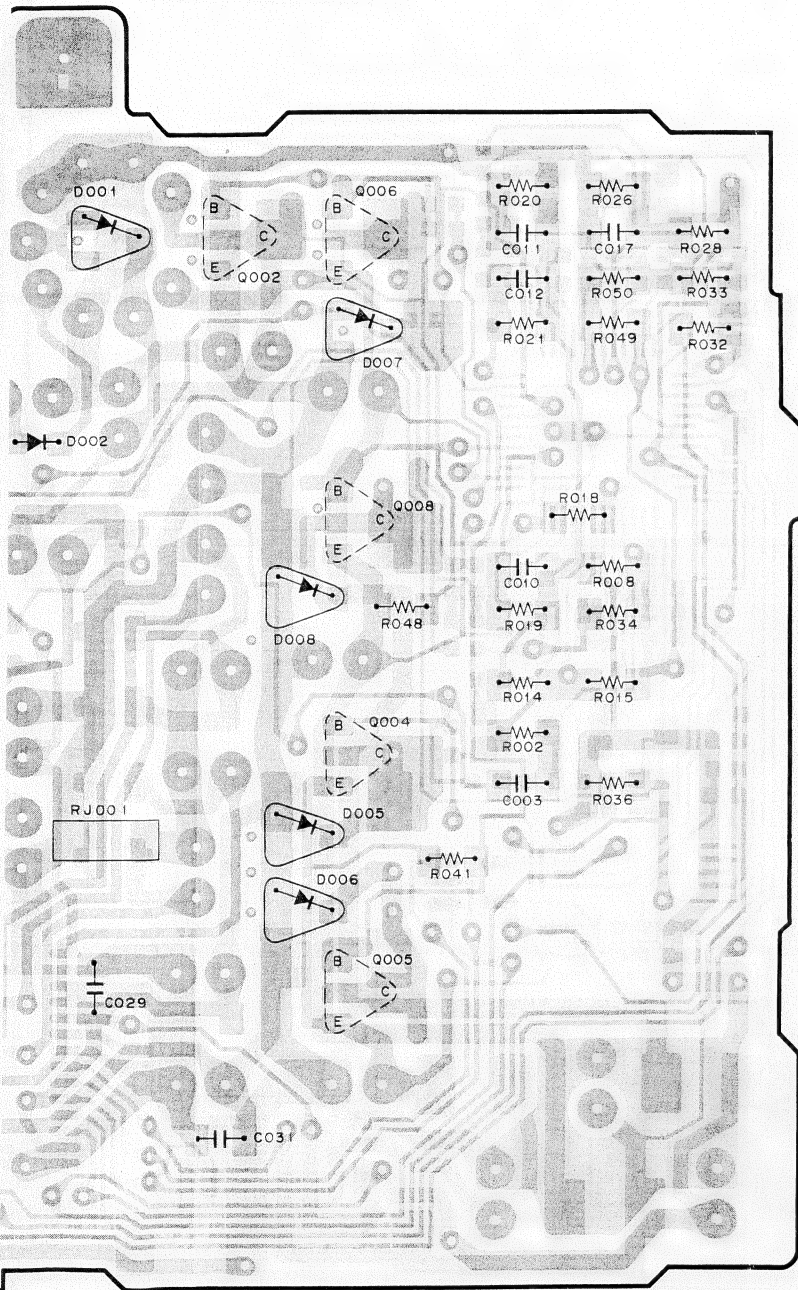 D001
Q006
R020
R026
B
B
C
C
E
E
Q002
C011
C017
R028
C012
R050
R033
D007
R021
R049
R032
D002
B
Q008
C
E
R018
C010
R008
D008
R048
R019
R034
R014
R015
B
Q004
C
E
R002
C003
R036
RJ001
D005
D006
R041
B
Q005
C
E
C029
C031